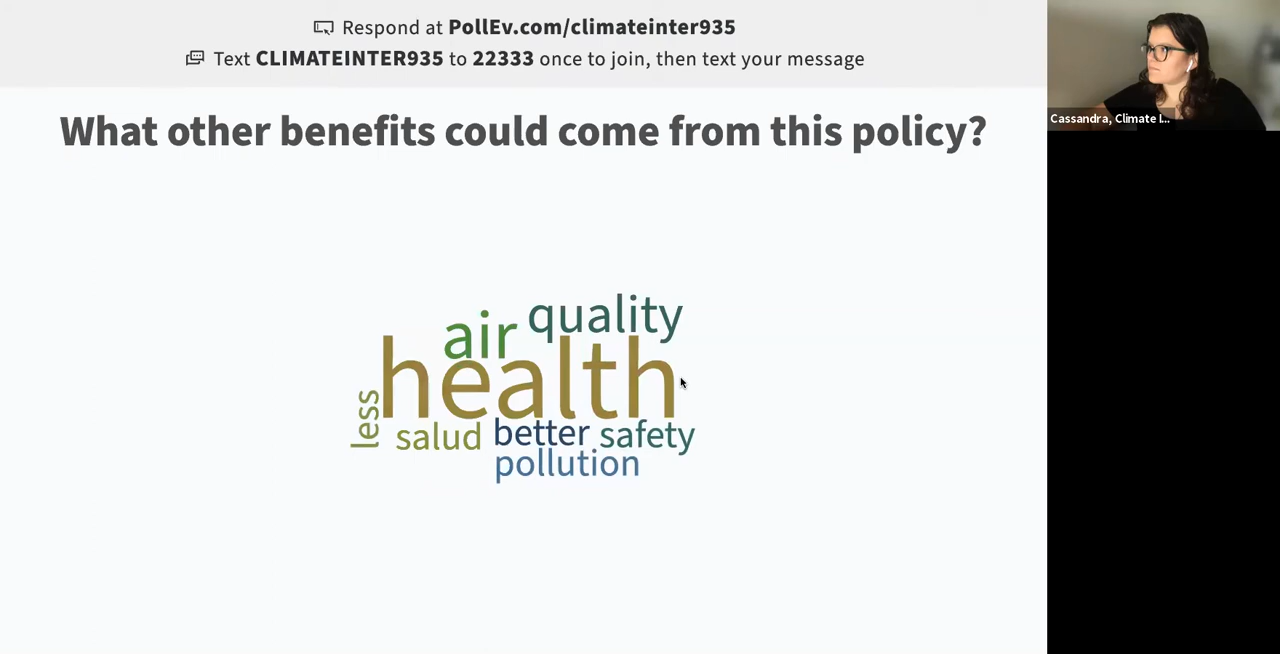 Respond at PollEv.com/climateinter935
Text CLIMATEINTER935 to 22333 once to join, then text your message
Cassandra, Climate I...
What other benefits could come from this policy?
quality
air
health
less
salud better safety
pollution